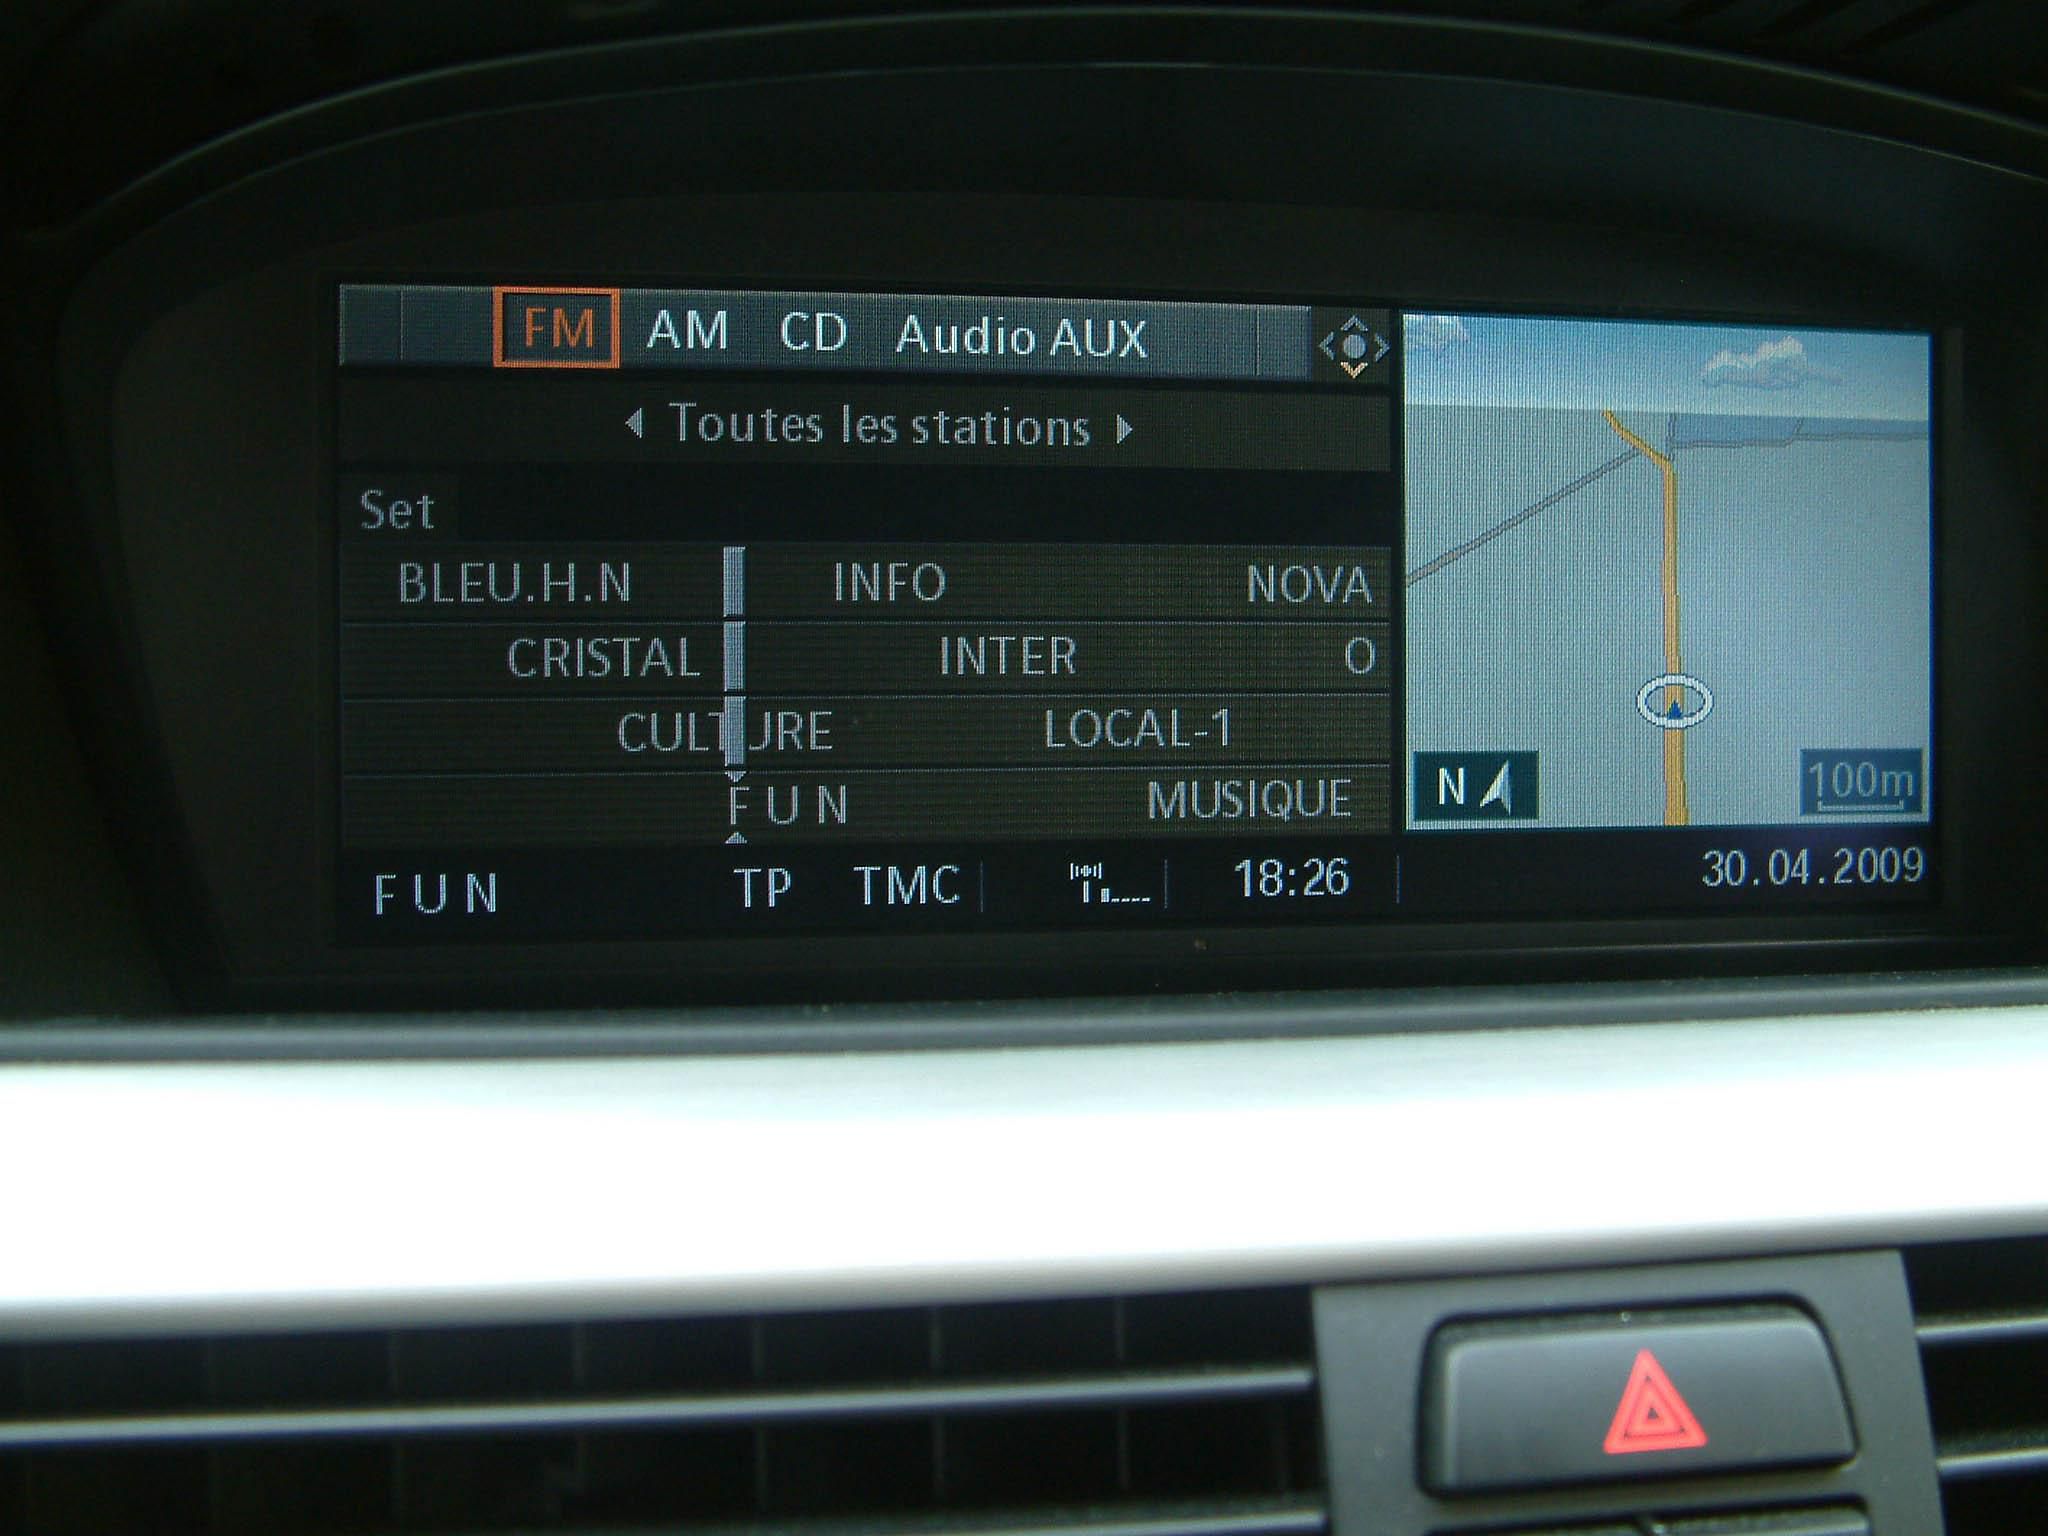 FM AM CD Audio AUX
Toutes les stations
Set
BLEU.H.N INFO NOVA
CRISTAL INTER O
CULTURE LOCAL-1
FUN MUSIQUE
N 100m
FUN TP TMC 18:26 30.04.2009